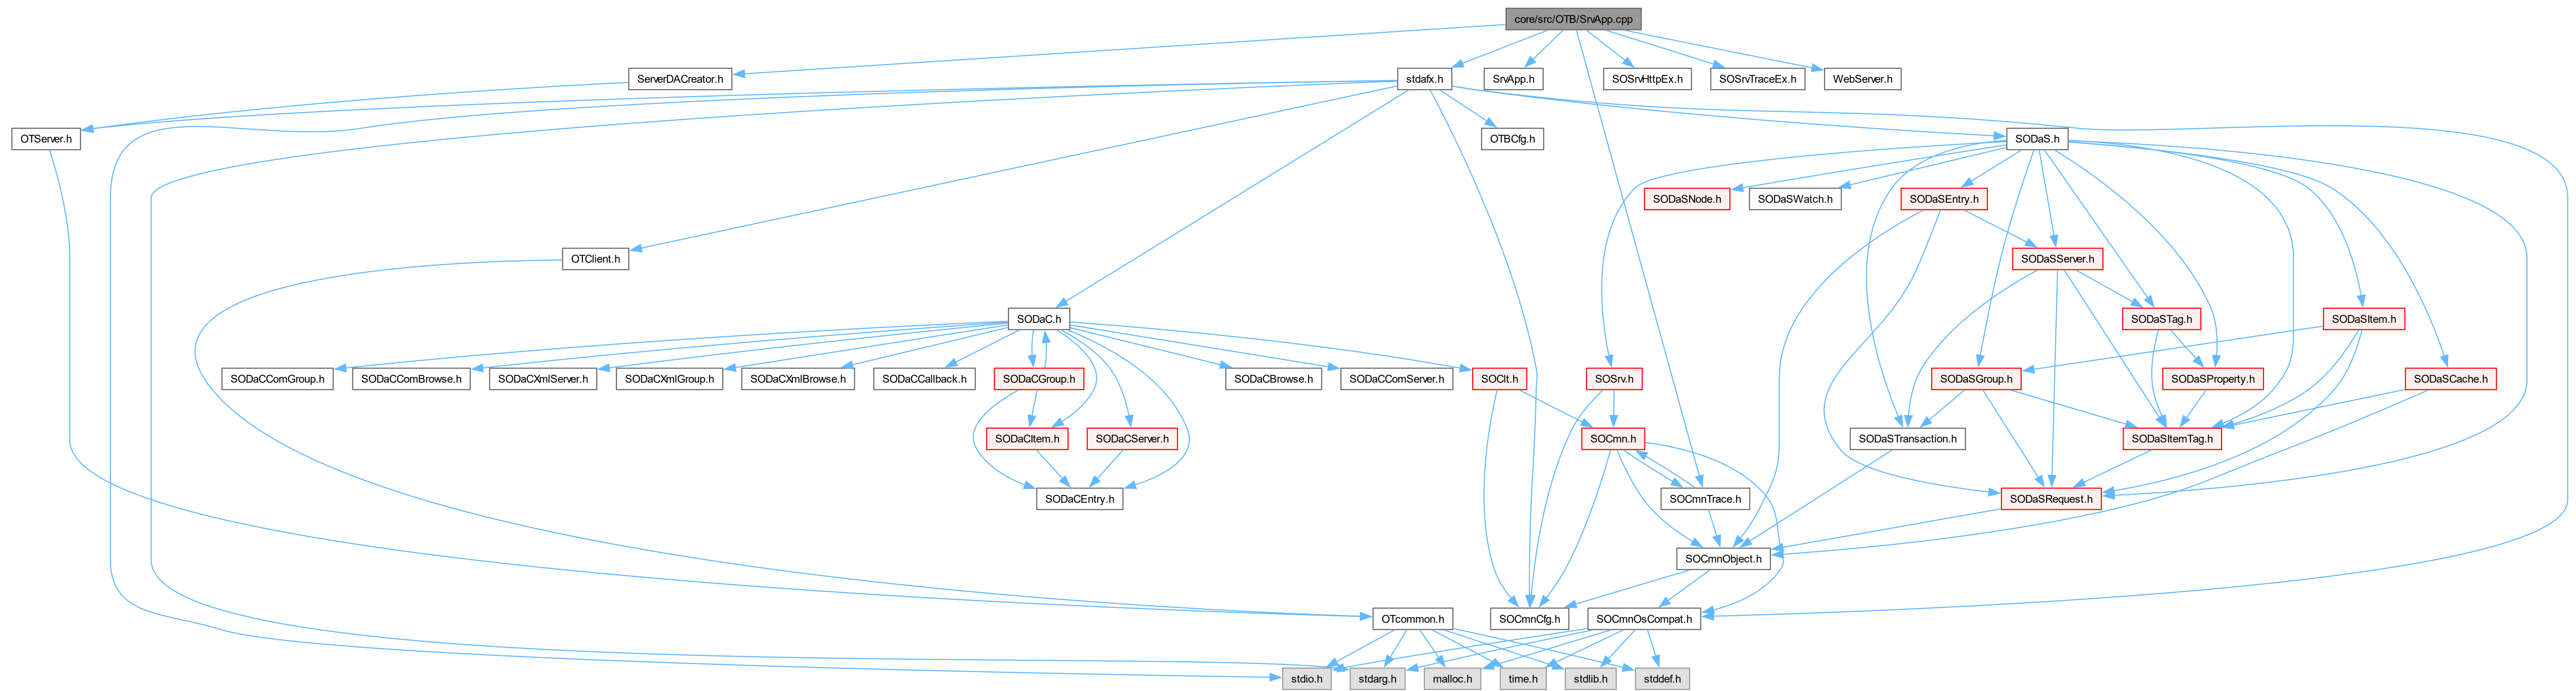 core/src/OTB/SrvApp.cpp
ServerDACreator.h
stdafx.h
SrvApp.h
SOSrvHttpEx.h
SOSrvTraceEx.h
WebServer.h
OTServer.h
OTBCfg.h
SODaS.h
SODaSNode.h
SODaSWatch.h
SODaSEntry.h
OTClient.h
SODaSServer.h
SODaC.h
SODaSTag.h
SODaSItem.h
SODaCComGroup.h
SODaCComBrowse.h
SODaCXmlServer.h
SODaCXmlGroup.h
SODaCXmlBrowse.h
SODaCCallback.h
SODaCGroup.h
SODaCBrowse.h
SODaCComServer.h
SOClt.h
SOSrv.h
SODaSGroup.h
SODaSProperty.h
SODaSCache.h
SODaCItem.h
SODaCServer.h
SOCmn.h
SODaSTransaction.h
SODaSItemTag.h
SODaCEntry.h
SOCmnTrace.h
SODaSRequest.h
SOCmnObject.h
OTcommon.h
SOCmnCfg.h
SOCmnOsCompat.h
stdio.h
stdarg.h
malloc.h
time.h
stdlib.h
stddef.h